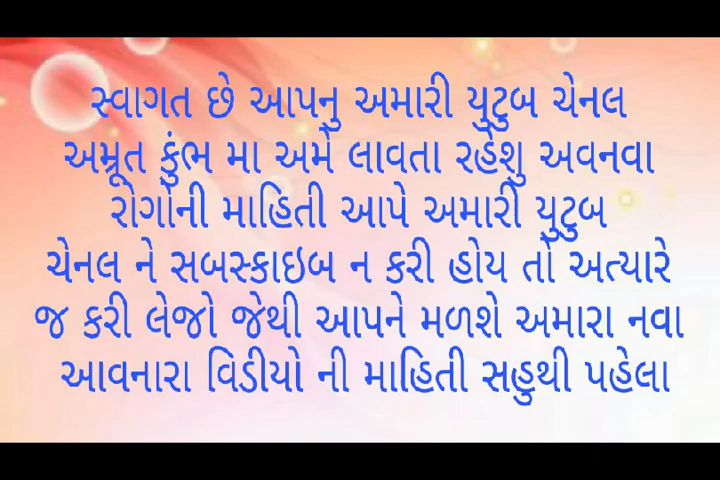 સ્વાગત છે આપનુ અમારી યુટુબ ચેનલ
અમ્રૂત કુંભ મા અમે લાવતા રહેશુ અવનવા
રોગોની માહિતી આપે અમારી યુટુબ
ચેનલ ને સબસ્કાઇબ ન કરી હોય તો અત્યારે
જ કરી લેજો જેથી આપને મળશે અમારા નવા
આવનારા વિડીયો ની માહિતી સહુથી પહેલા